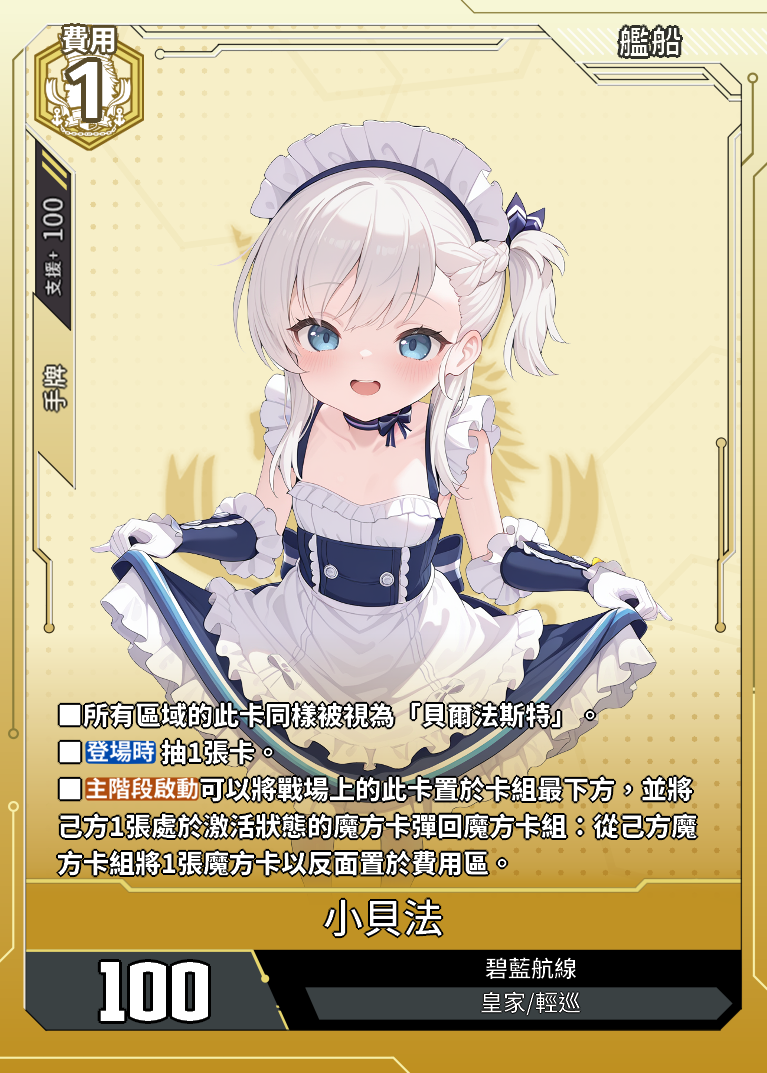 費用
1
艦船
支援+ 100
手牌
■所有區域的此卡同樣被視為「貝爾法斯特」。
■登場時 抽1張卡。
■主階段啟動 可以將戰場上的此卡置於卡組最下方，並將
己方1張處於激活狀態的魔方卡彈回魔方卡組：從己方魔
方卡組將1張魔方卡以反面置於費用區。
小貝法
100
碧藍航線
皇家/輕巡